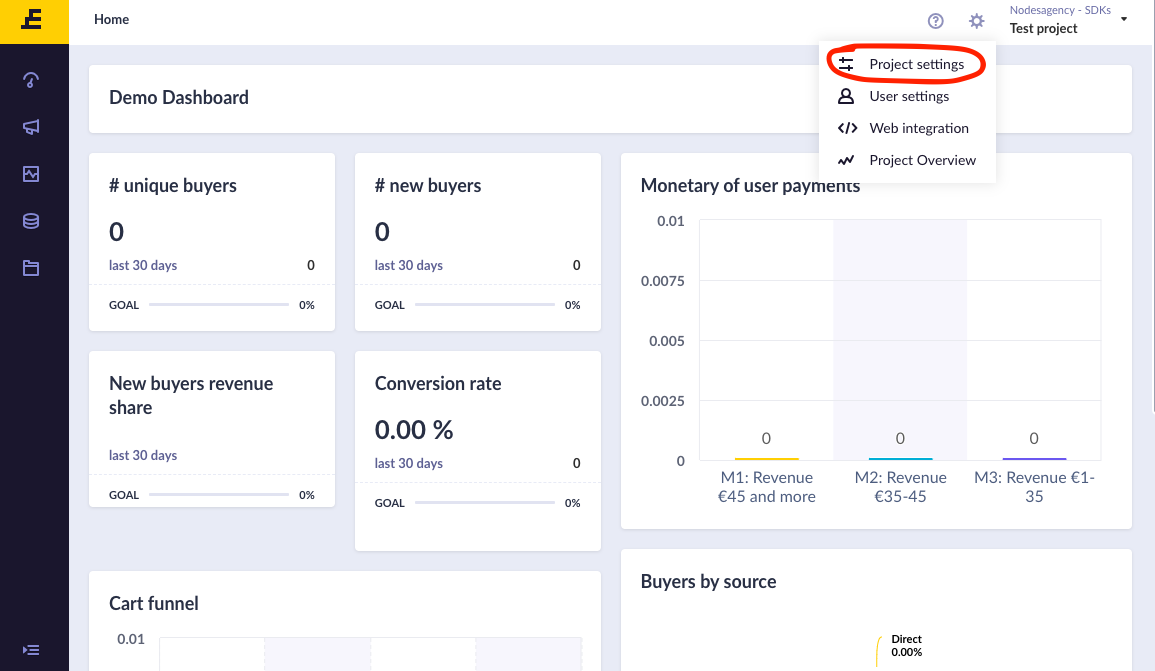 Home
Nodesagency - SDKs
Test project
Project settings
User settings
Web integration
Project Overview
Demo Dashboard
# unique buyers
0
last 30 days 0
GOAL 0%
# new buyers
0
last 30 days 0
GOAL 0%
Monetary of user payments
0.01
0.0075
0.005
0.0025
0
0 0 0
M1: Revenue
€45 and more
M2: Revenue
€35-45
M3: Revenue €1-
35
New buyers revenue
share
last 30 days
GOAL 0%
Conversion rate
0.00 %
last 30 days 0
GOAL 0%
Cart funnel
0.01
Buyers by source
Direct
0.00%